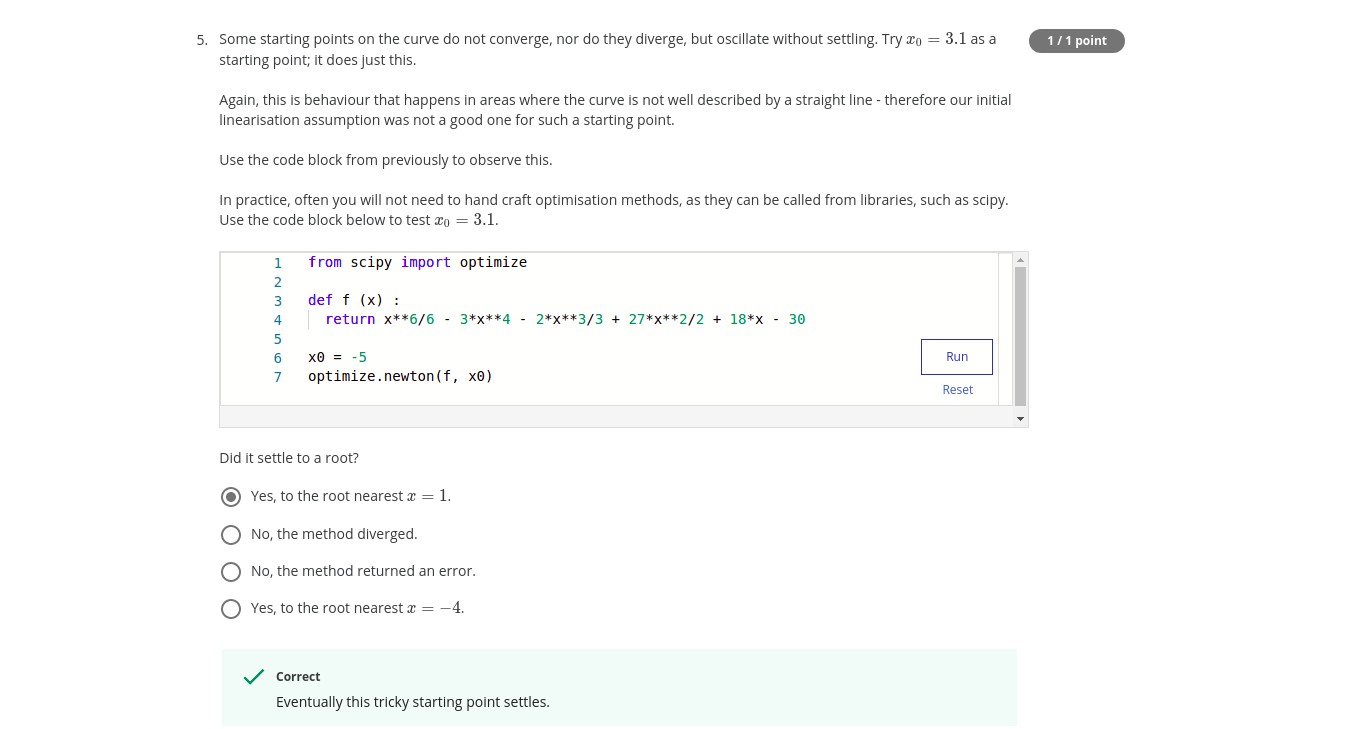 5. Some starting points on the curve do not converge, nor do they diverge, but oscillate without settling. Try x₀ = 3.1 as a
1 / 1 point
starting point; it does just this.
Again, this is behaviour that happens in areas where the curve is not well described by a straight line - therefore our initial
linearisation assumption was not a good one for such a starting point.
Use the code block from previously to observe this.
In practice, often you will not need to hand craft optimisation methods, as they can be called from libraries, such as scipy.
Use the code block below to test x₀ = 3.1.
1 from scipy import optimize
2
3 def f (x) :
4 return x**6/6 - 3*x**4 - 2*x**3/3 + 27*x**2/2 + 18*x - 30
5
6 x0 = -5
7 optimize.newton(f, x0)
Run
Reset
Did it settle to a root?
Yes, to the root nearest x = 1.
No, the method diverged.
No, the method returned an error.
Yes, to the root nearest x = −4.
Correct
Eventually this tricky starting point settles.